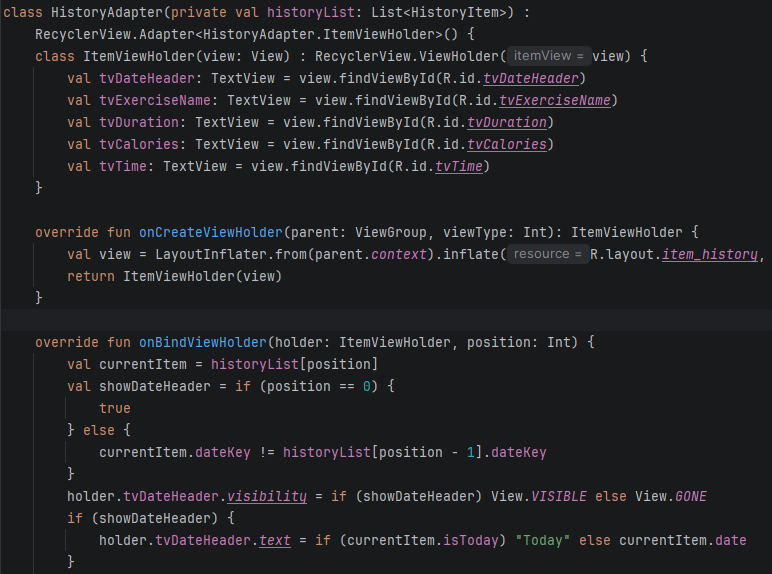 class HistoryAdapter(private val historyList: List<HistoryItem>) :
    RecyclerView.Adapter<HistoryAdapter.ItemViewHolder>() {
    class ItemViewHolder(view: View) : RecyclerView.ViewHolder( itemView = view) {
        val tvDateHeader: TextView = view.findViewById(R.id.tvDateHeader)
        val tvExerciseName: TextView = view.findViewById(R.id.tvExerciseName)
        val tvDuration: TextView = view.findViewById(R.id.tvDuration)
        val tvCalories: TextView = view.findViewById(R.id.tvCalories)
        val tvTime: TextView = view.findViewById(R.id.tvTime)
    }
    override fun onCreateViewHolder(parent: ViewGroup, viewType: Int): ItemViewHolder {
        val view = LayoutInflater.from(parent.context).inflate( resource = R.layout.item_history,
        return ItemViewHolder(view)
    }
    override fun onBindViewHolder(holder: ItemViewHolder, position: Int) {
        val currentItem = historyList[position]
        val showDateHeader = if (position == 0) {
            true
        } else {
            currentItem.dateKey != historyList[position - 1].dateKey
        }
        holder.tvDateHeader.visibility = if (showDateHeader) View.VISIBLE else View.GONE
        if (showDateHeader) {
            holder.tvDateHeader.text = if (currentItem.isToday) "Today" else currentItem.date
        }